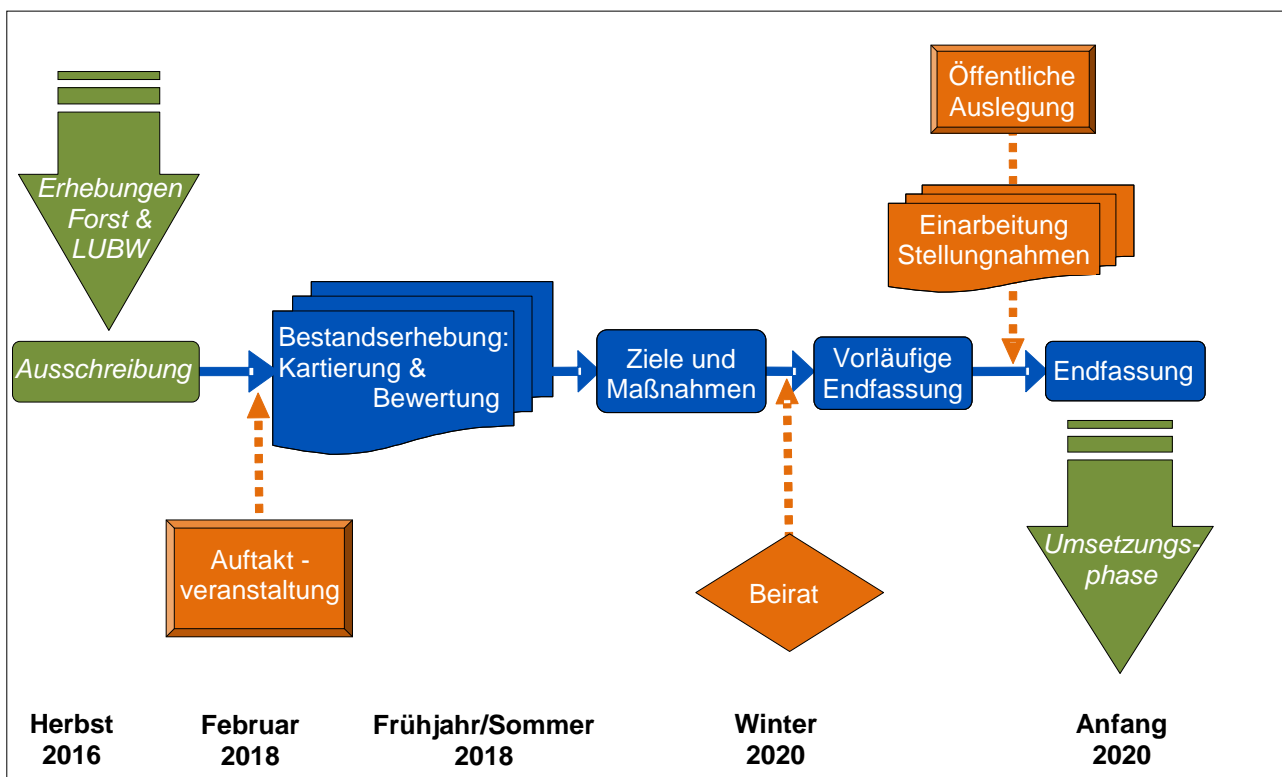 Öffentliche
Auslegung
Erhebungen
Forst &
LUBW
Einarbeitung
Stellungnahmen
Ausschreibung
Bestandserhebung:
Kartierung &
Bewertung
Ziele und
Maßnahmen
Vorläufige
Endfassung
Endfassung
Auftakt -
veranstaltung
Beirat
Umsetzungs-
phase
Herbst
2016
Februar
2018
Frühjahr/Sommer
2018
Winter
2020
Anfang
2020